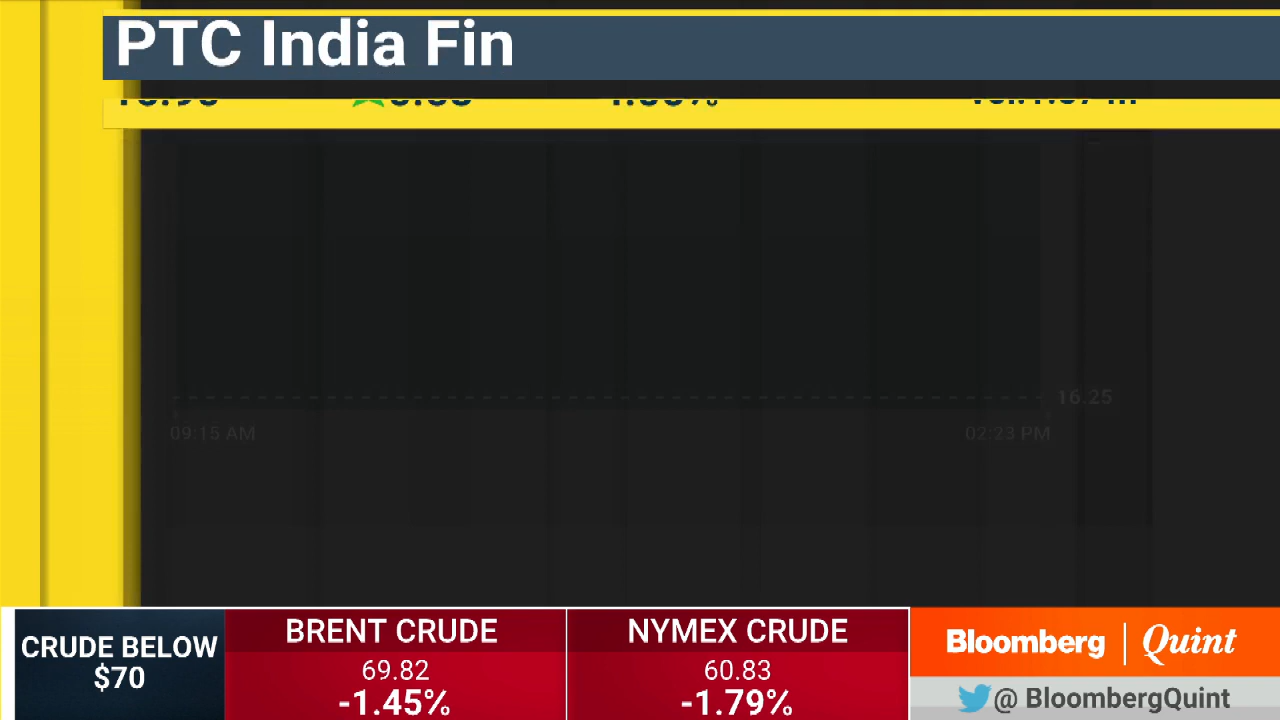 PTC India Fin
16.25
09:15 AM 02:23 PM
CRUDE BELOW
$70
BRENT CRUDE
69.82
-1.45%
NYMEX CRUDE
60.83
-1.79%
Bloomberg | Quint
@ BloombergQuint